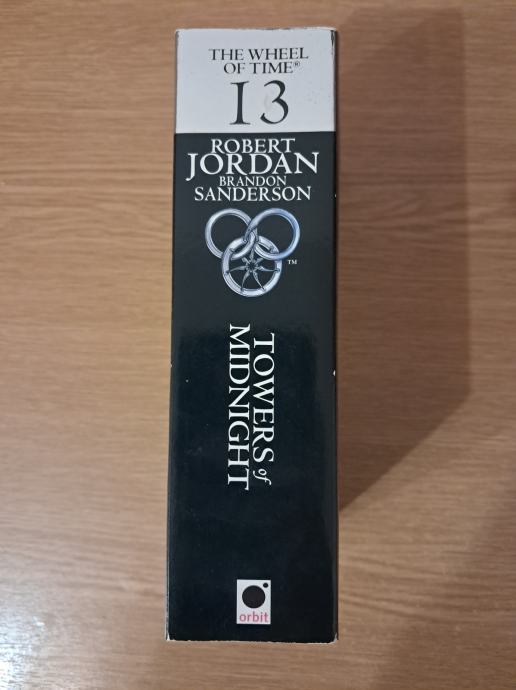 THE WHEEL
OF TIME®
13
ROBERT
JORDAN
BRANDON
SANDERSON
™
TOWERS of
MIDNIGHT
orbit